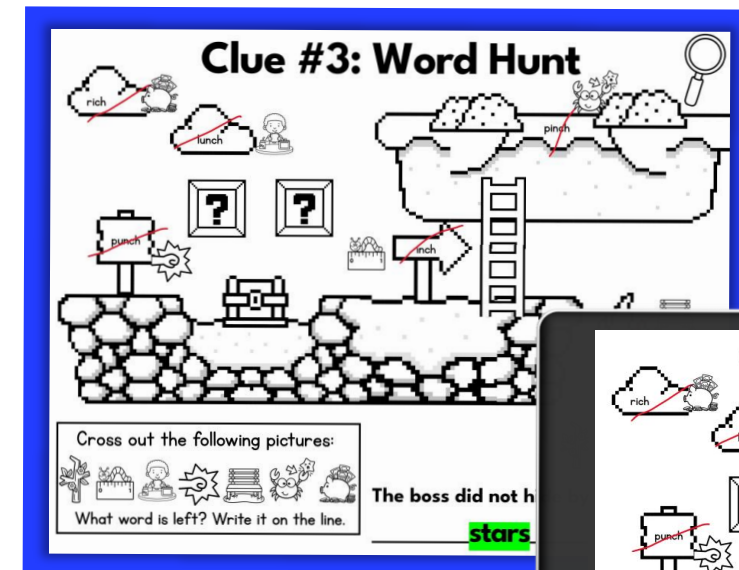 Clue #3: Word Hunt
rich
lunch
pinch
punch
? ?
inch
Cross out the following pictures:
What word is left? Write it on the line.
The boss did not h
stars
rich
punch